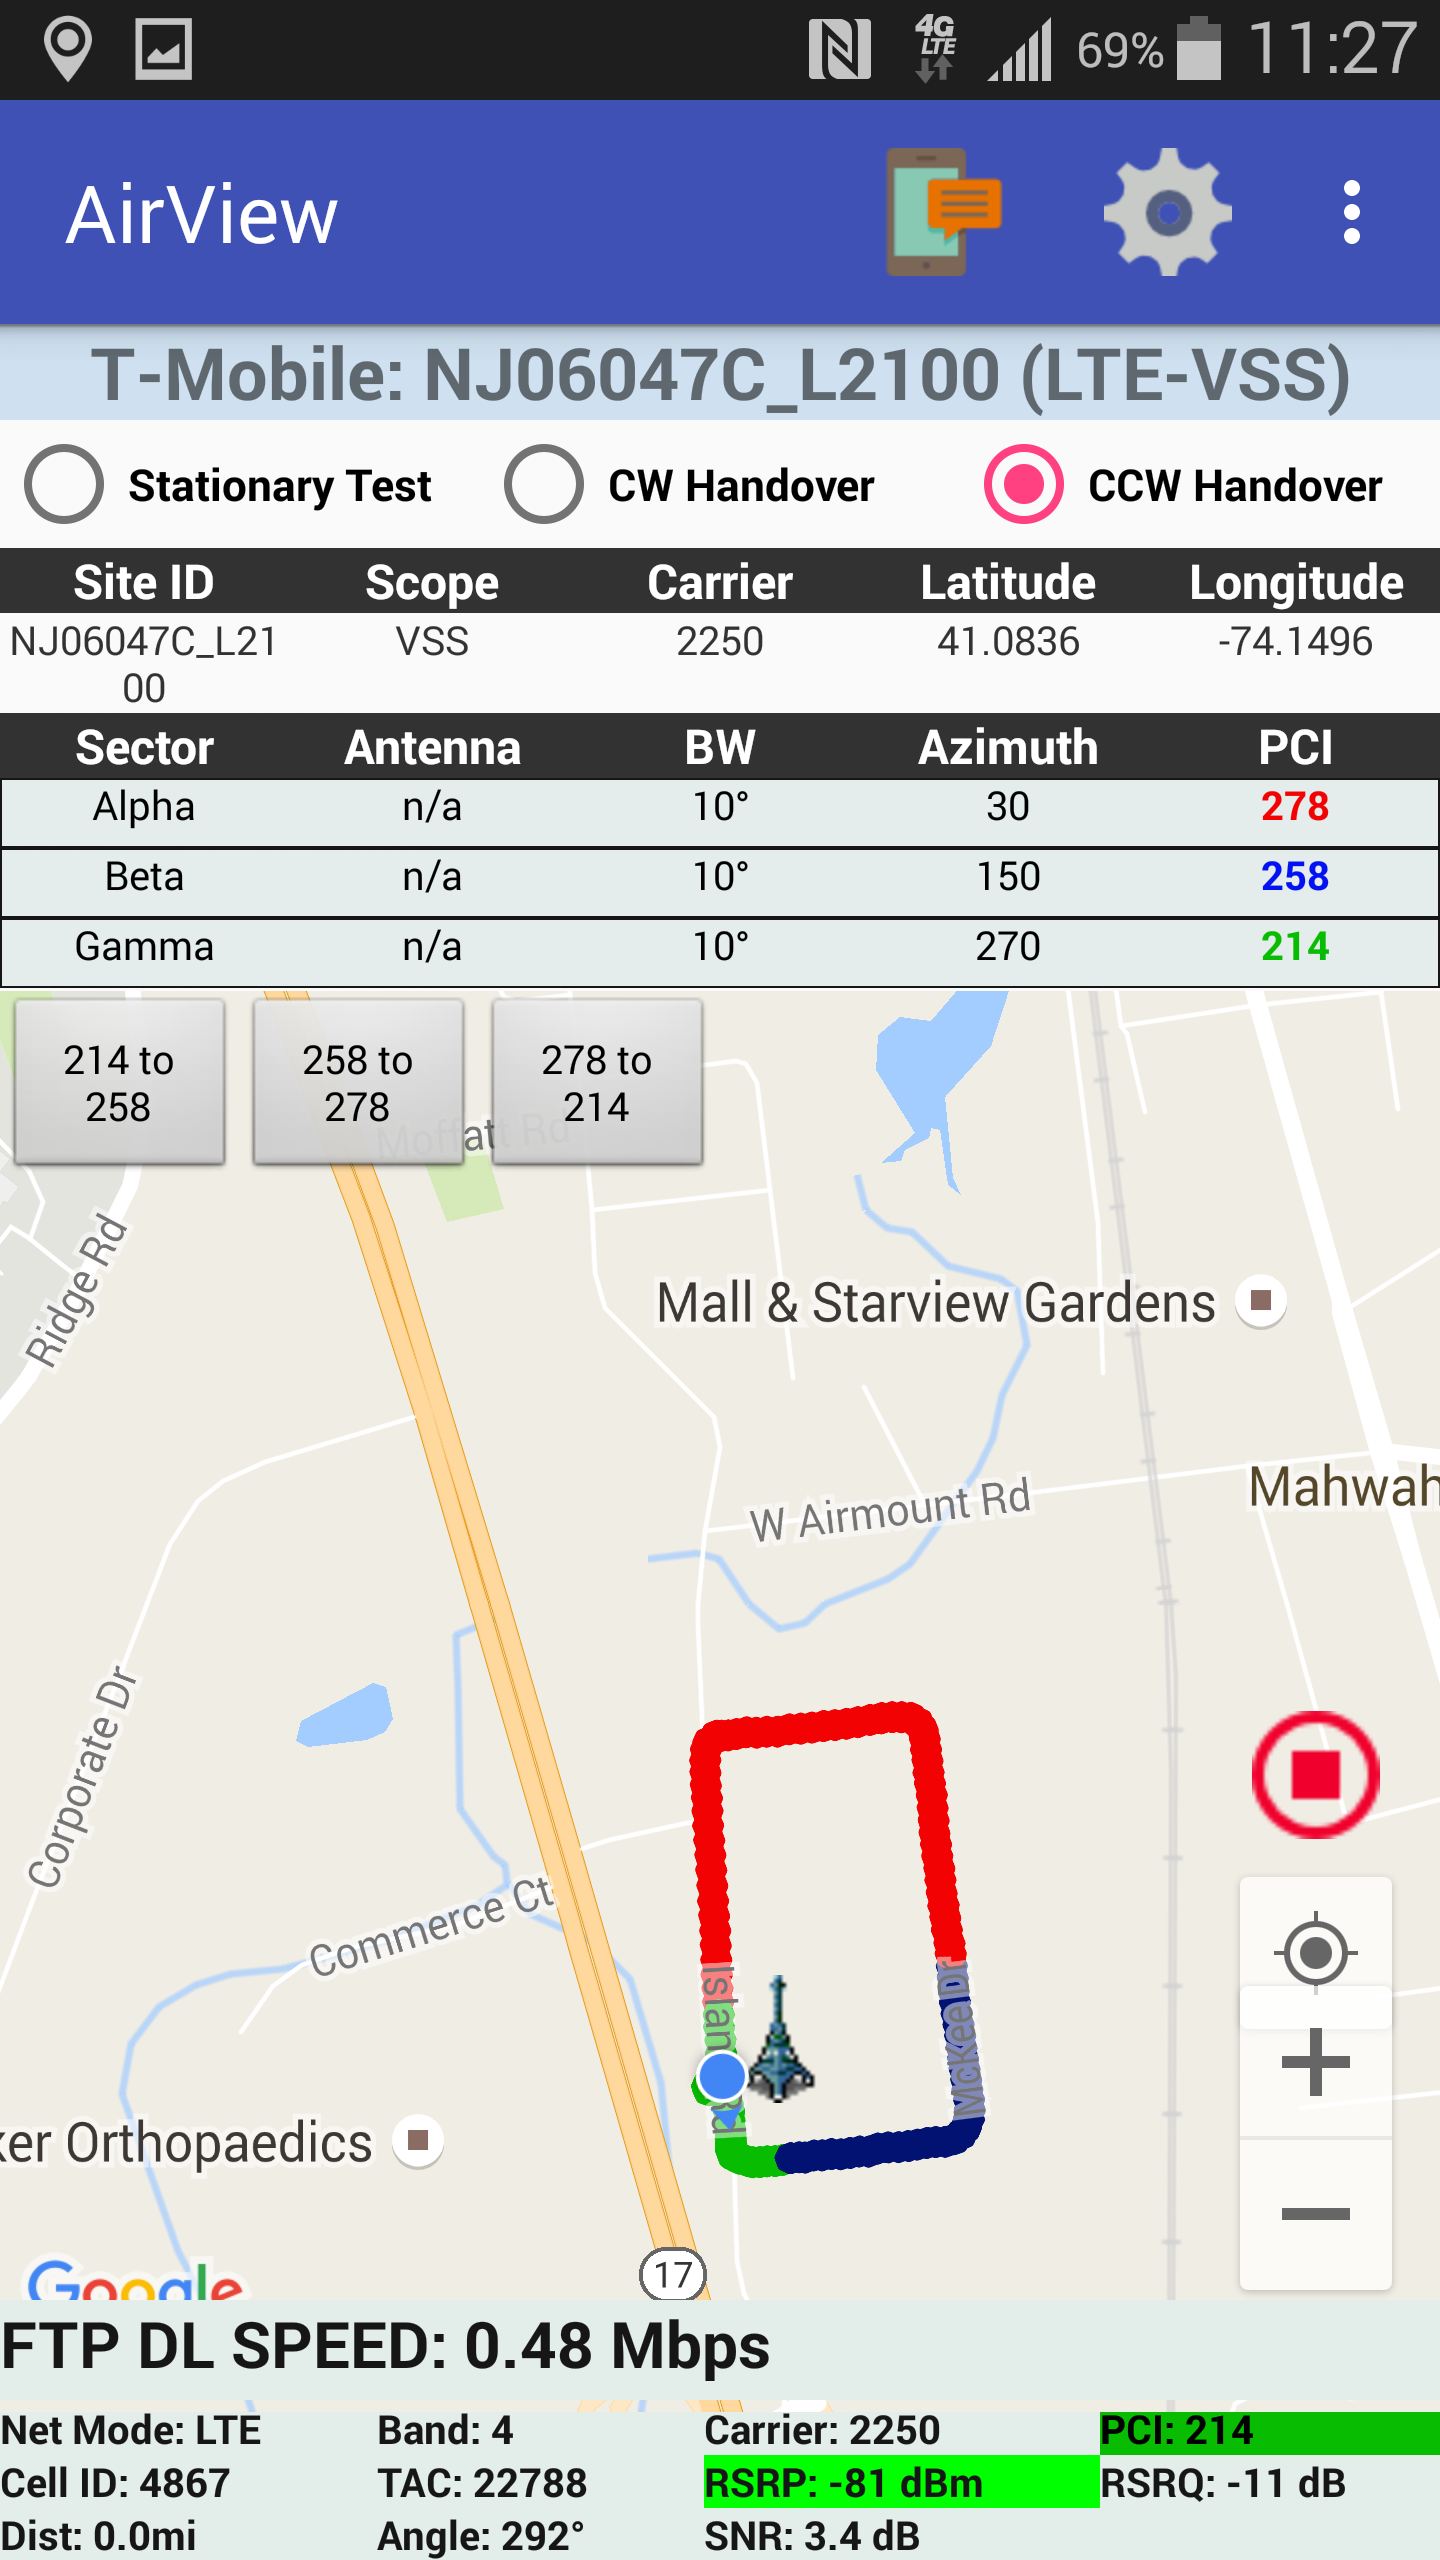 4G LTE 69% 11:27
AirView
T-Mobile: NJ06047C_L2100 (LTE-VSS)
Stationary Test CW Handover CCW Handover
Site ID Scope Carrier Latitude Longitude
NJ06047C_L21 VSS 2250 41.0836 -74.1496
00
Sector Antenna BW Azimuth PCI
Alpha n/a 10° 30 278
Beta n/a 10° 150 258
Gamma n/a 10° 270 214
214 to
258
258 to
278
278 to
214
Moffatt Rd
Ridge Rd
Mall & Starview Gardens
W Airmount Rd
Mahwah
Corporate Dr
Commerce Ct
Island Rd
McKee Dr
ker Orthopaedics
17
Google
FTP DL SPEED: 0.48 Mbps
Net Mode: LTE Band: 4 Carrier: 2250 PCI: 214
Cell ID: 4867 TAC: 22788 RSRP: -81 dBm RSRQ: -11 dB
Dist: 0.0mi Angle: 292° SNR: 3.4 dB